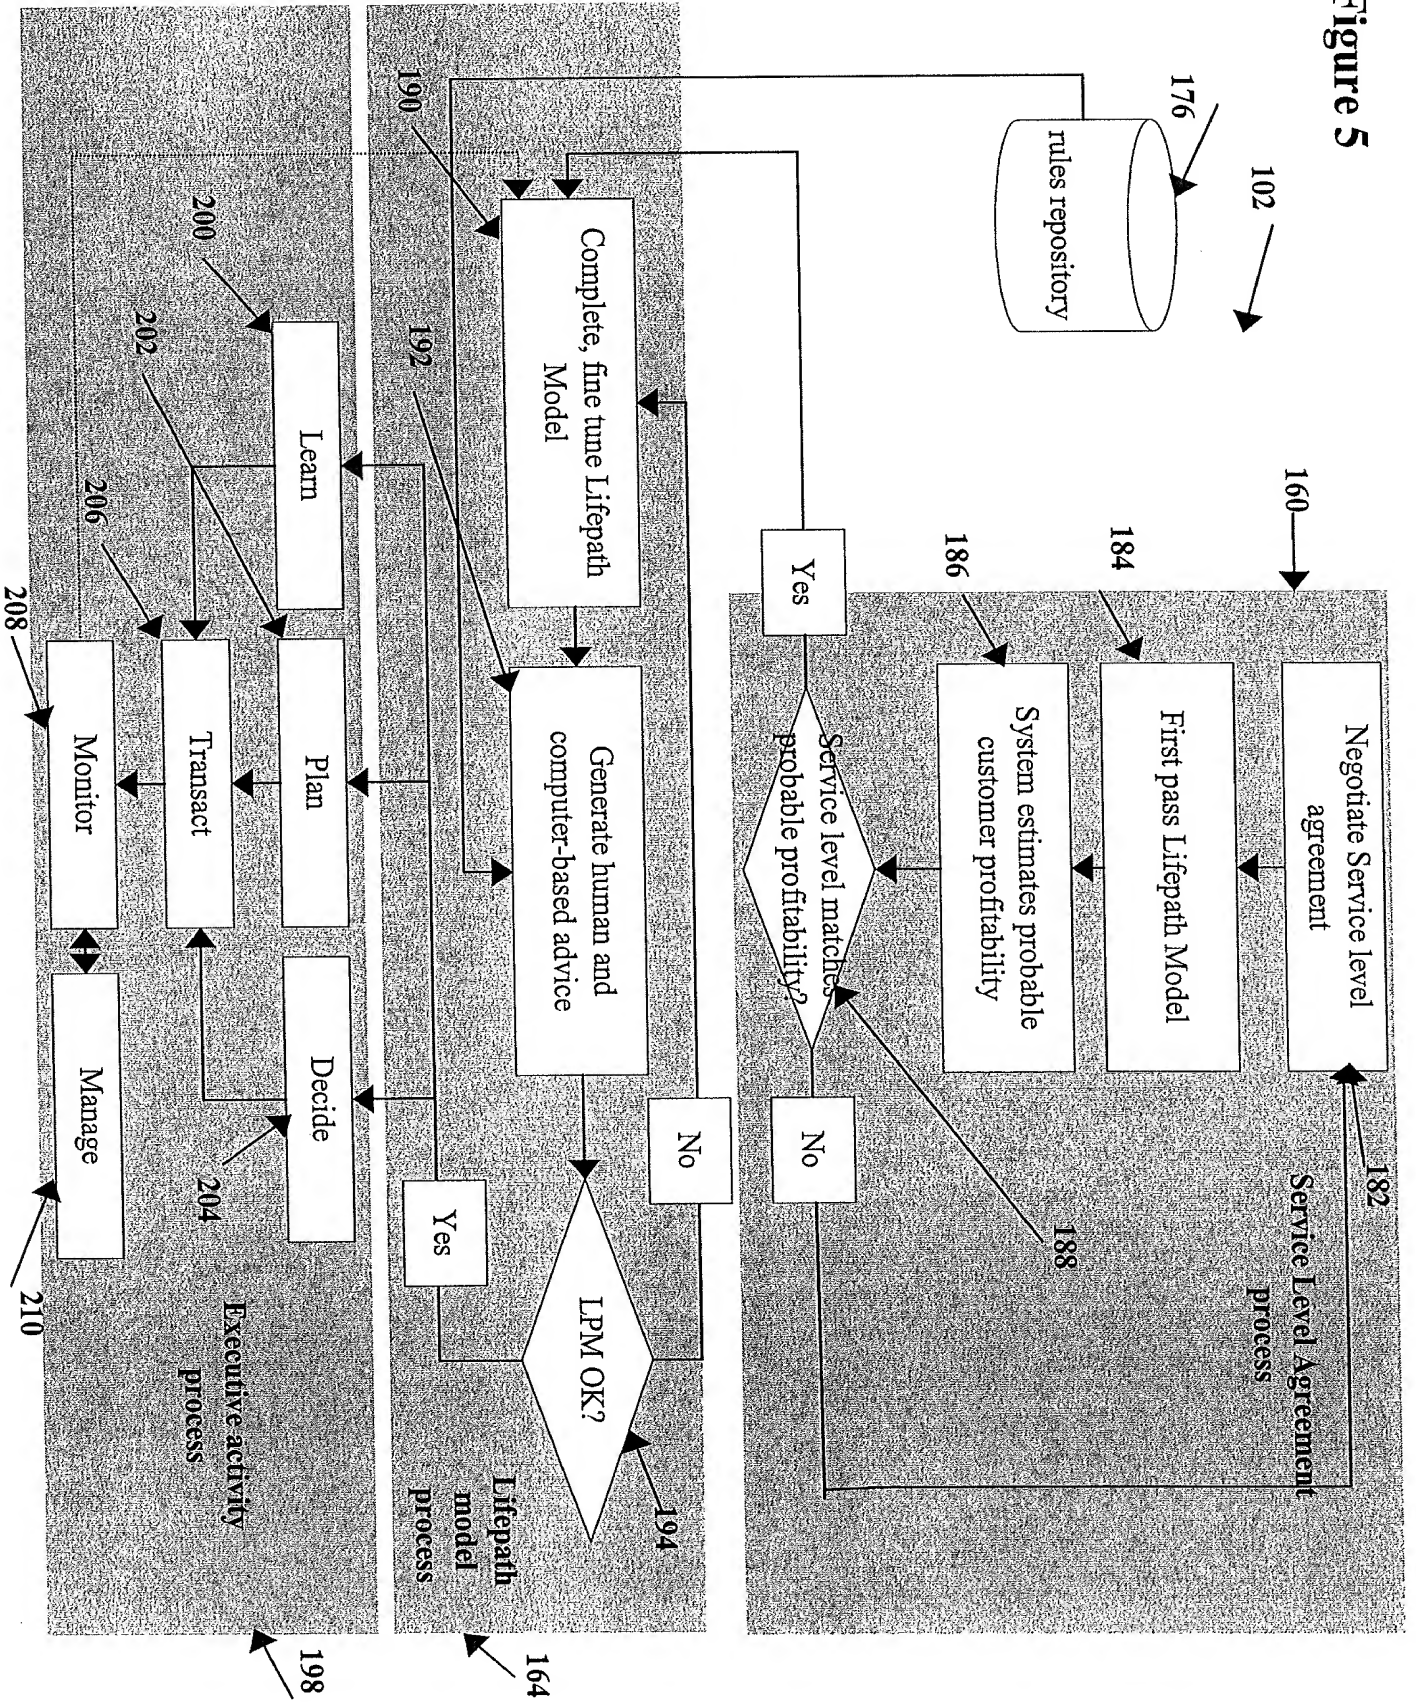 Figure 5
102
176
rules repository
160
182
Negotiate Service level
agreement
184
First pass Lifepath Model
186
System estimates probable
customer profitability
188
Service level matches
probable profitability?
Yes
No
Service Level Agreement
process
190
Complete, fine tune Lifepath
Model
192
Generate human and
computer-based advice
No
194
LPM OK?
Yes
Lifepath
model
process
164
200
Learn
202
Plan
Decide
204
206
Transact
208
Monitor
Manage
210
Executive activity
process
198